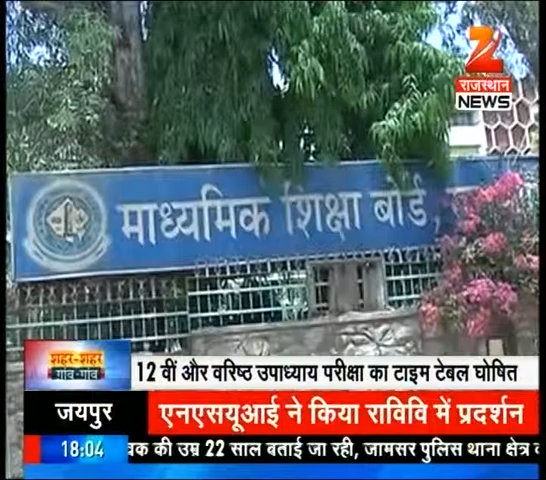 राजस्थान
NEWS
माध्यमिक शिक्षा बोर्ड,
शहर-शहर
गांव-गांव
12 वीं और वरिष्ठ उपाध्याय परीक्षा का टाइम टेबल घोषित
जयपुर
एनएसयूआई ने किया राविवि में प्रदर्शन
18:04
की उम्र 22 साल बताई जा रही, जामसर पुलिस थाना क्षेत्र